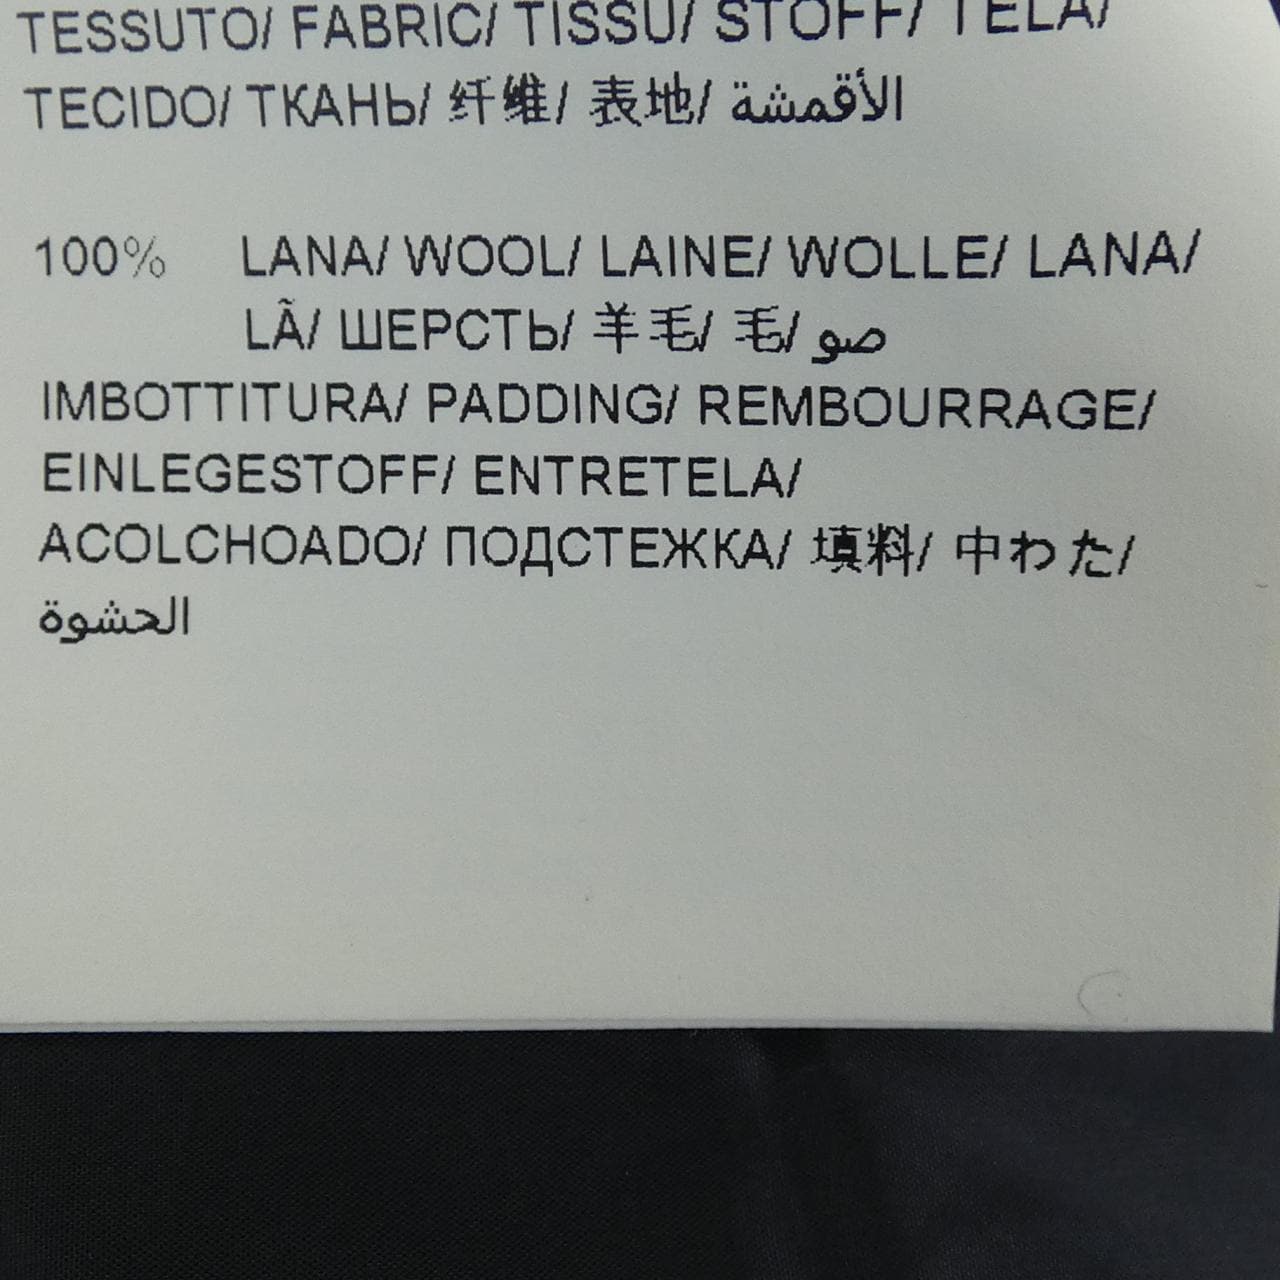 TESSUTO/ FABRIC/ TISSU/ STOFF/ TELA/
TECIDO/ ТКАНЬ/ 纤维/ 表地/ الأقمشة
100% LANA/ WOOL/ LAINE/ WOLLE/ LANA/
LÃ/ ШЕРСТЬ/ 羊毛/ 毛/ صو
IMBOTTITURA/ PADDING/ REMBOURRAGE/
EINLEGESTOFF/ ENTRETELA/
ACOLCHOADO/ ПОДСТЕЖКА/ 填料/ 中わた/
الحشوة